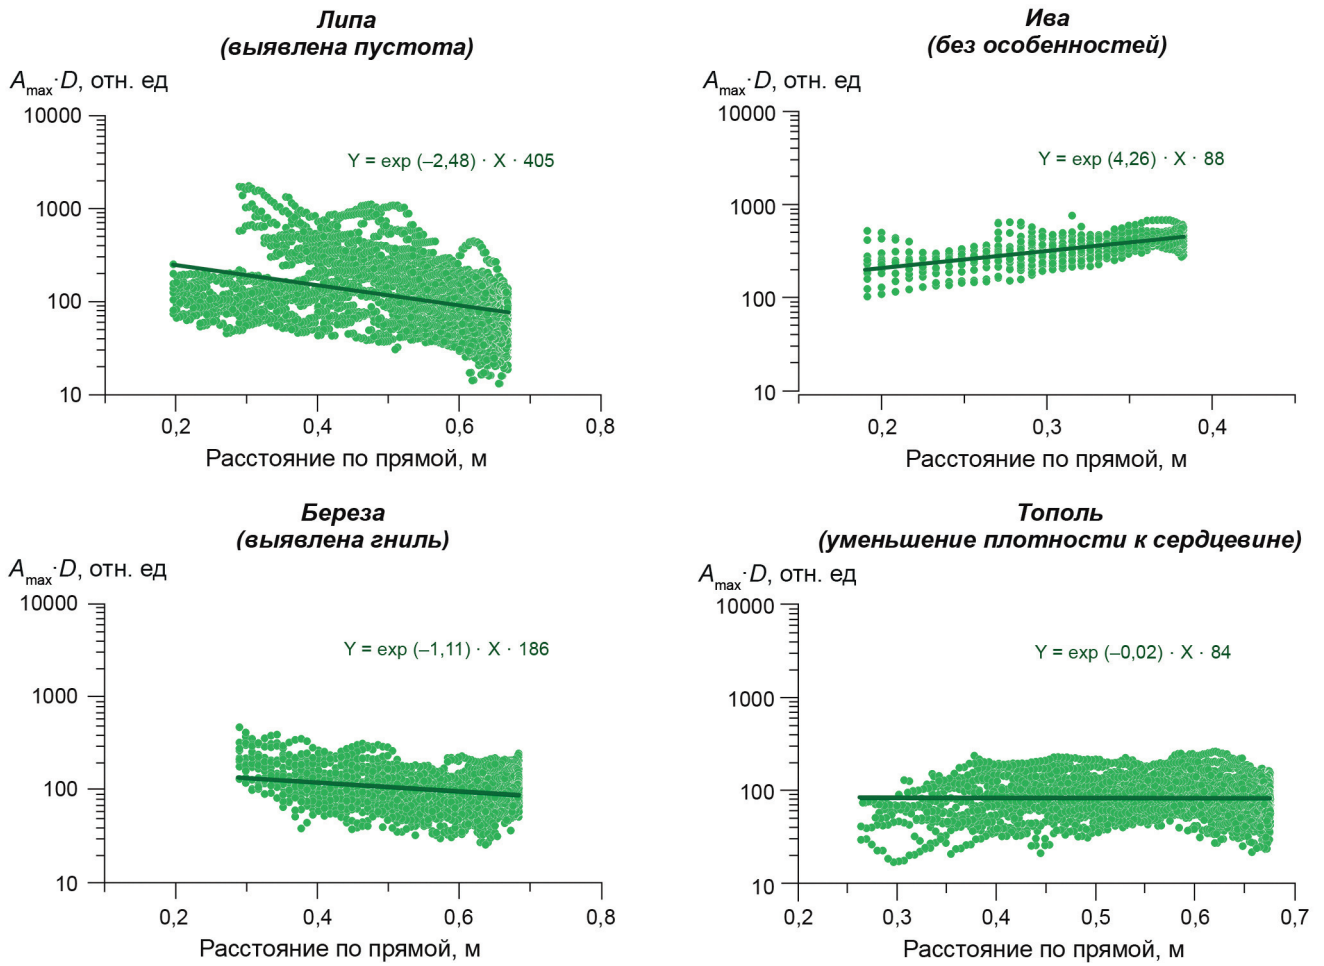 Липа
(выявлена пустота)
Amax·D, отн. ед
10000
1000
100
10
Y = exp (–2,48) · X · 405
0,2
0,4
0,6
0,8
Расстояние по прямой, м
Ива
(без особенностей)
Amax·D, отн. ед
10000
1000
100
10
Y = exp (4,26) · X · 88
0,2
0,3
0,4
Расстояние по прямой, м
Береза
(выявлена гниль)
Amax·D, отн. ед
10000
1000
100
10
Y = exp (–1,11) · X · 186
0,2
0,4
0,6
0,8
Расстояние по прямой, м
Тополь
(уменьшение плотности к сердцевине)
Amax·D, отн. ед
10000
1000
100
10
Y = exp (–0,02) · X · 84
0,2
0,3
0,4
0,5
0,6
0,7
Расстояние по прямой, м